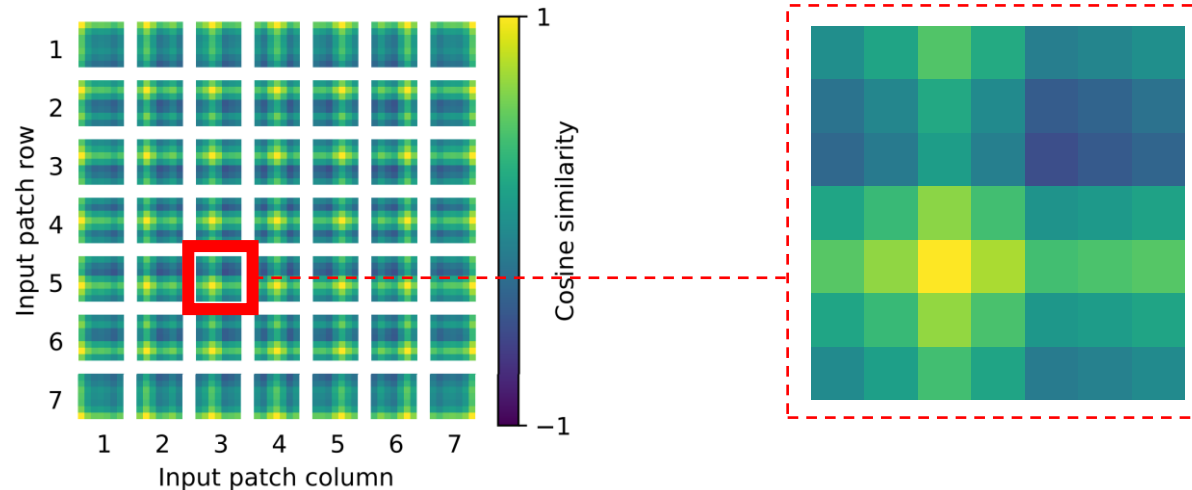 Input patch row
1
2
3
4
5
6
7
1 2 3 4 5 6 7
Input patch column
1
Cosine similarity
−1